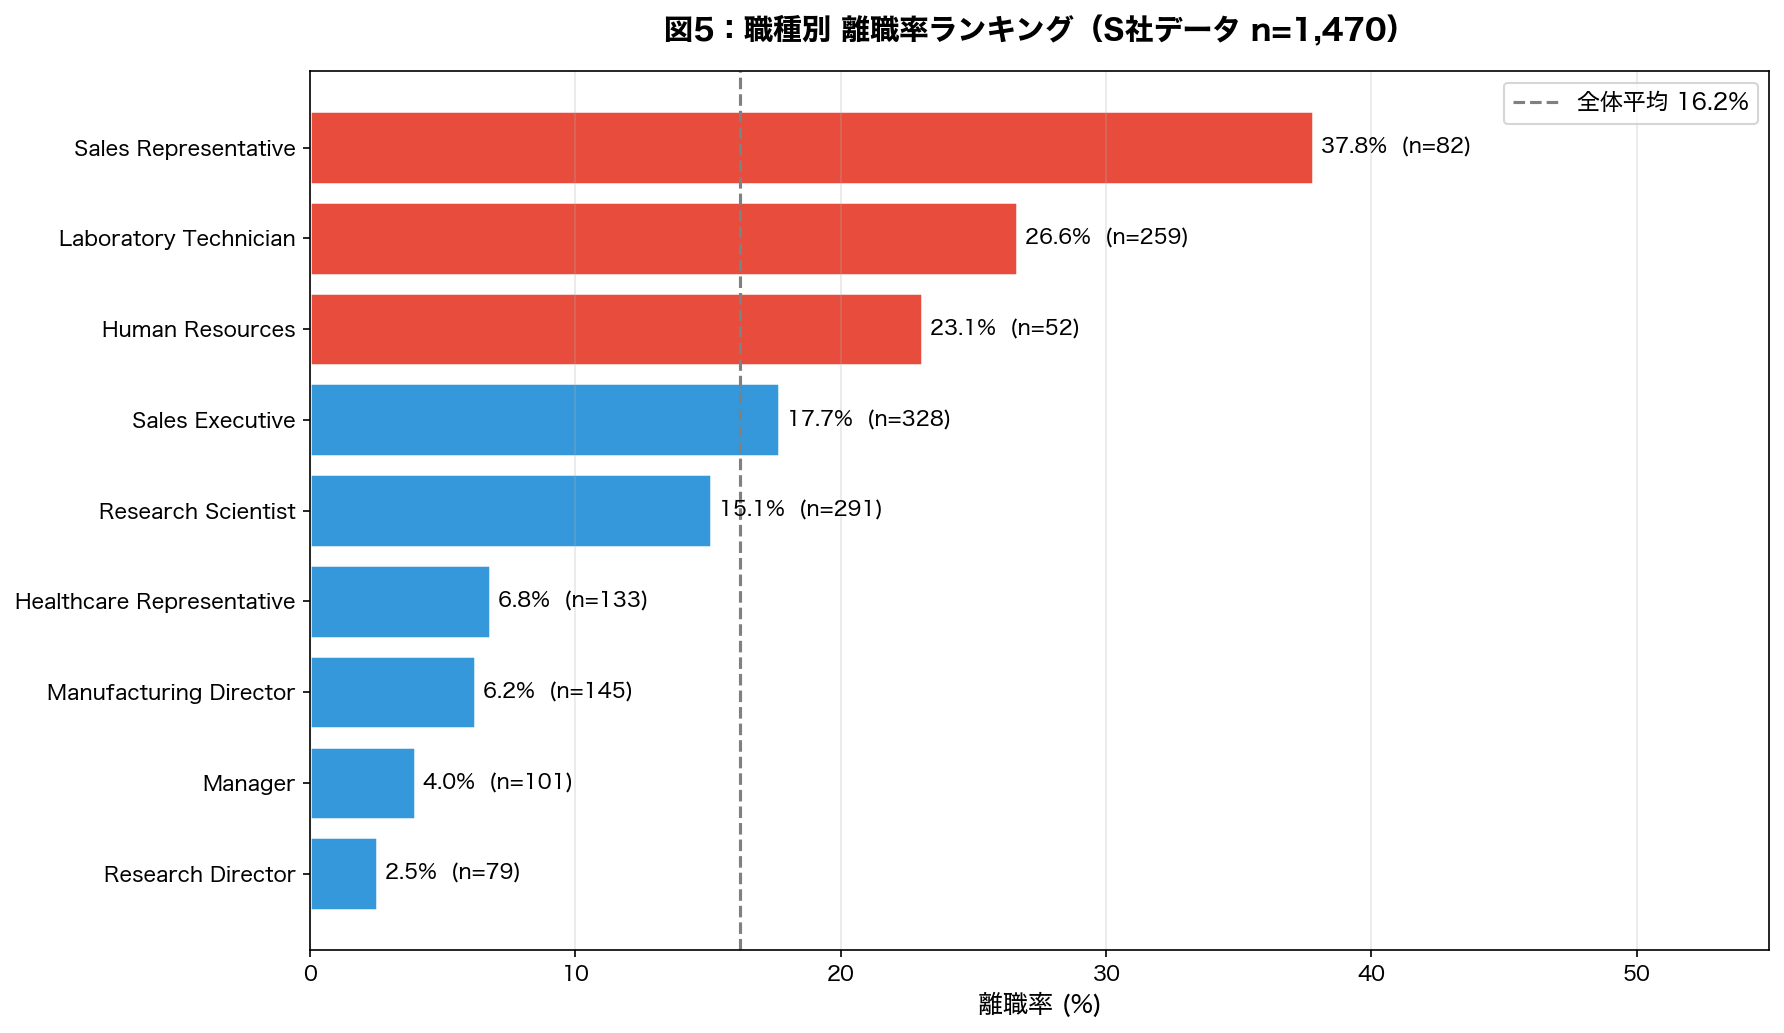 図5：職種別 離職率ランキング（S社データ n=1,470）
全体平均 16.2%
Sales Representative 37.8% (n=82)
Laboratory Technician 26.6% (n=259)
Human Resources 23.1% (n=52)
Sales Executive 17.7% (n=328)
Research Scientist 15.1% (n=291)
Healthcare Representative 6.8% (n=133)
Manufacturing Director 6.2% (n=145)
Manager 4.0% (n=101)
Research Director 2.5% (n=79)
0 10 20 30 40 50
離職率 (%)